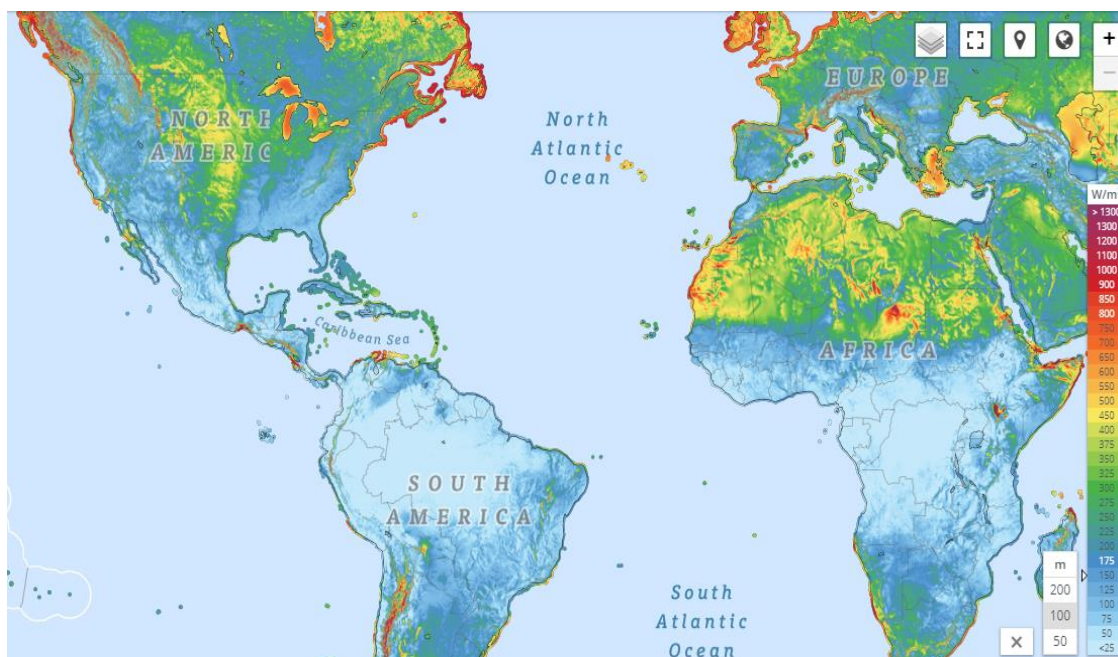 North
Atlantic
Ocean
EUROPE
NORTH
AMERIC
Caribbean Sea
AFRICA
SOUTH
AMERICA
South
Atlantic
Ocean
+
W/m
> 1300
1300
1200
1100
1000
900
850
800
750
700
650
600
550
500
450
400
375
350
325
300
275
250
225
200
175
150
125
100
75
50
<25
m
200
100
50
×